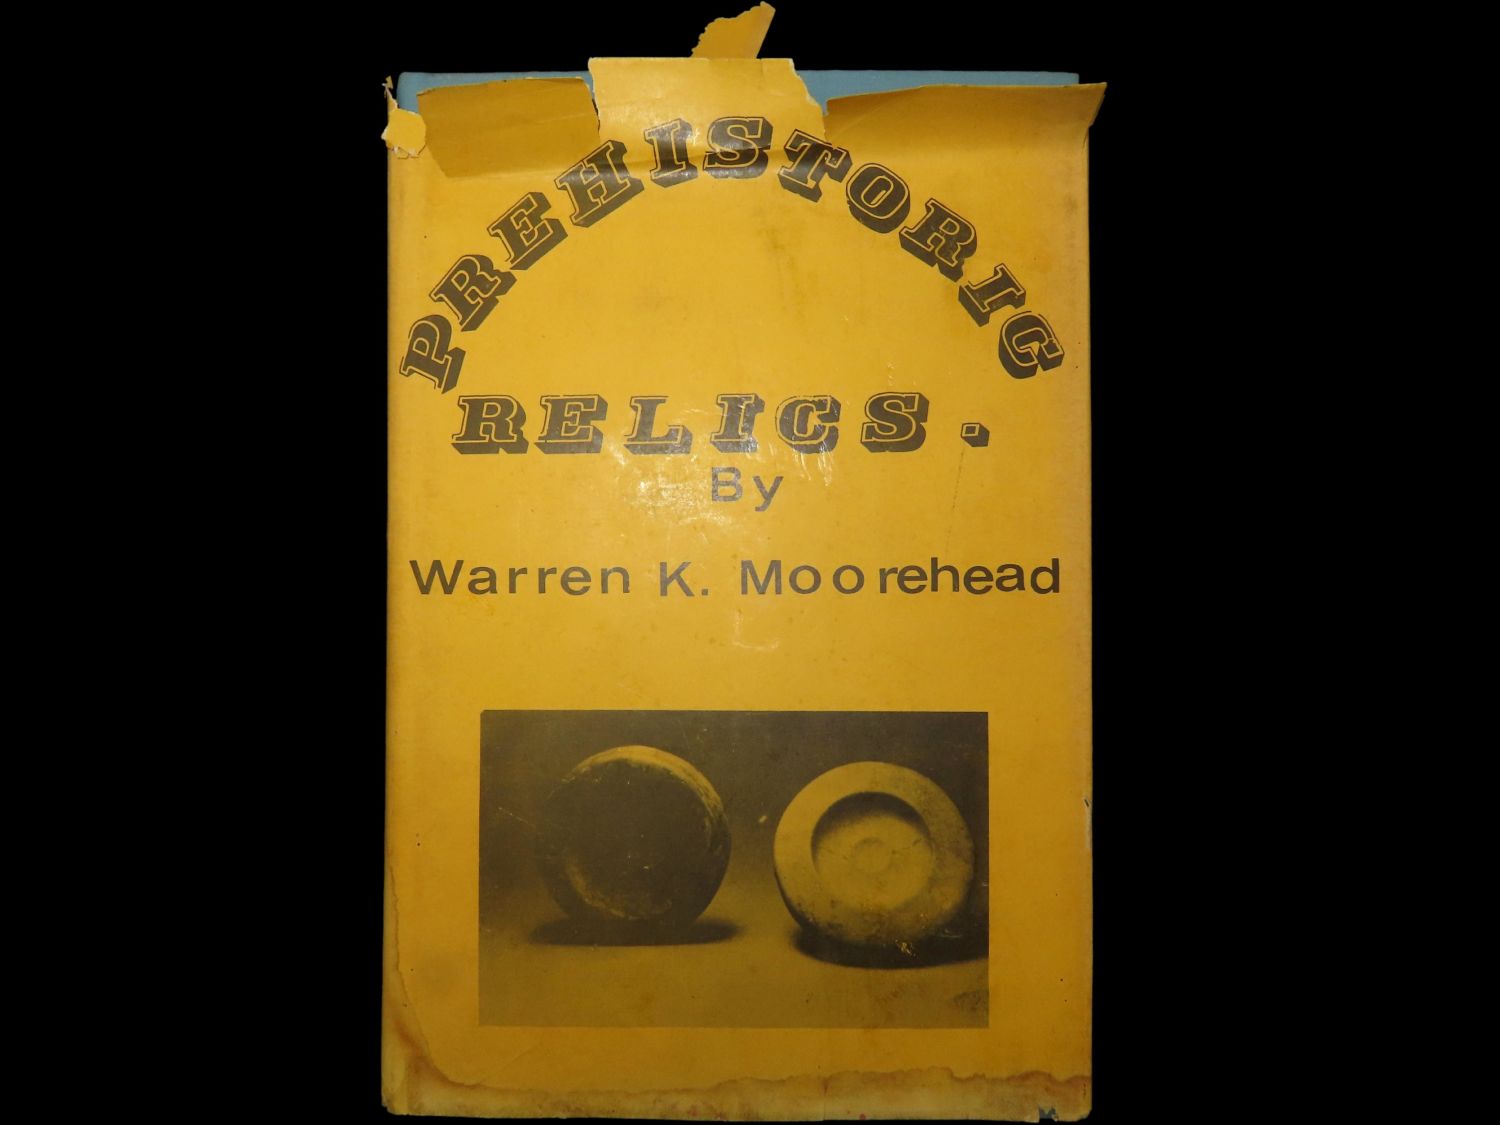 PREHISTORIC
RELICS.
By
Warren K. Moorehead